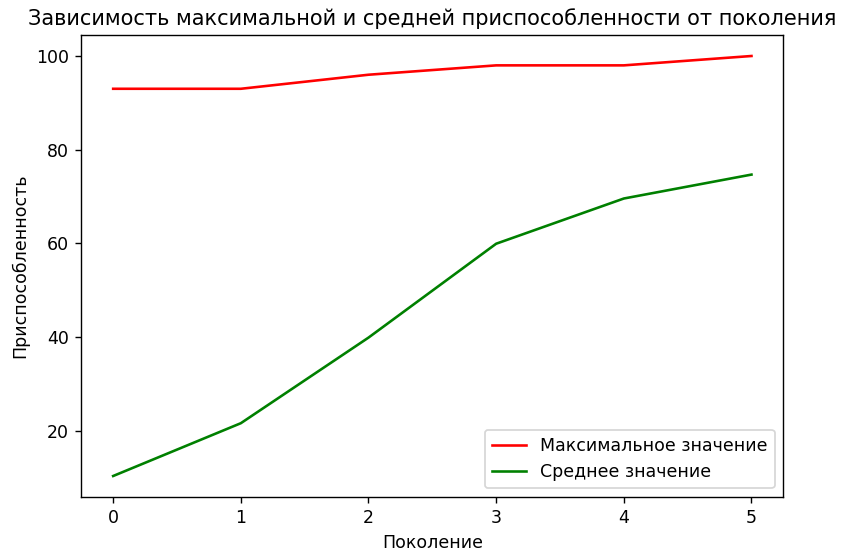 Зависимость максимальной и средней приспособленности от поколения
100
80
60
40
20
Приспособленность
Максимальное значение
Среднее значение
0 1 2 3 4 5
Поколение